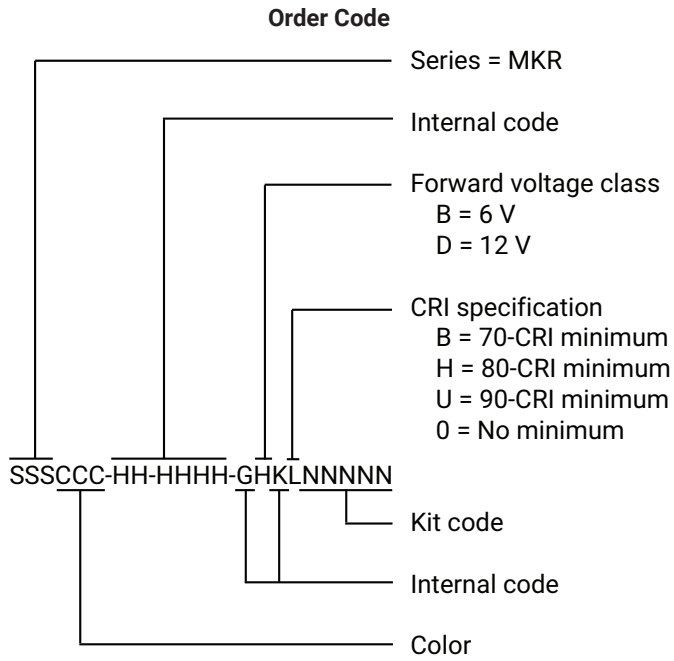 Order Code
Series = MKR
Internal code
Forward voltage class
B = 6 V
D = 12 V
CRI specification
B = 70-CRI minimum
H = 80-CRI minimum
U = 90-CRI minimum
0 = No minimum
SSSCCC-HH-HHHH-GHKLNNNNN
Kit code
Internal code
Color